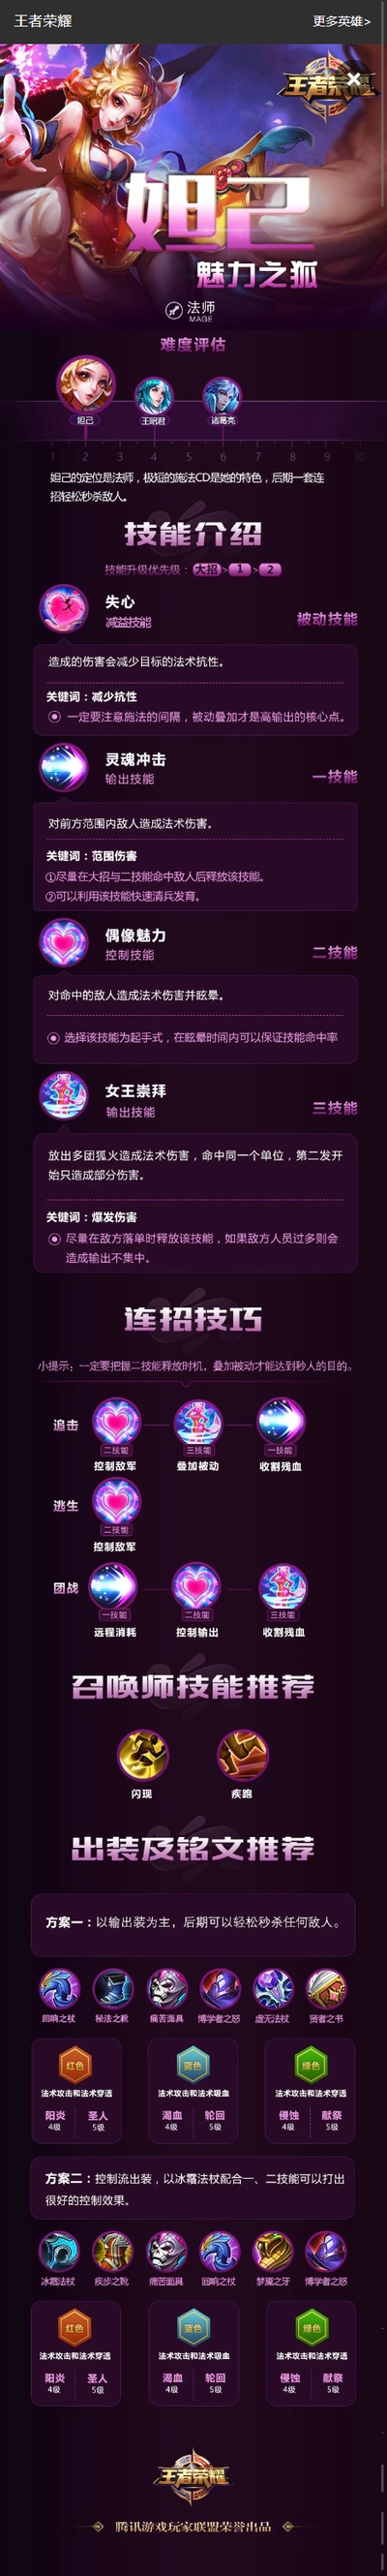 王者荣耀
更多英雄>
王者荣耀
妲己
魅力之狐
法师
MAGE
难度评估
妲己 王昭君 诸葛亮
1 2 3 4 5 6 7 8 9 10
妲己的定位是法师，极短的施法CD是她的特色，后期一套连
招轻松秒杀敌人。
技能介绍
技能升级优先级：大招>1>2
失心
减益技能
被动技能
造成的伤害会减少目标的法术抗性。
关键词：减少抗性
一定要注意施法的间隔，被动叠加才是高输出的核心点。
灵魂冲击
输出技能
一技能
对前方范围内敌人造成法术伤害。
关键词：范围伤害
①尽量在大招与二技能命中敌人后释放该技能。
②可以利用该技能快速清兵发育。
偶像魅力
控制技能
二技能
对命中的敌人造成法术伤害并眩晕。
选择该技能为起手式，在眩晕时间内可以保证技能命中率
女王崇拜
输出技能
三技能
放出多团狐火造成法术伤害，命中同一个单位，第二发开
始只造成部分伤害。
关键词：爆发伤害
尽量在敌方落单时释放该技能，如果敌方人员过多则会
造成输出不集中。
连招技巧
小提示：一定要把握二技能释放时机，叠加被动才能达到秒人的目的。
追击
二技能 三技能 一技能
控制敌军 叠加被动 收割残血
逃生
二技能
控制敌军
团战
一技能 二技能 三技能
远程消耗 控制输出 收割残血
召唤师技能推荐
闪现 疾跑
出装及铭文推荐
方案一：以输出装为主，后期可以轻松秒杀任何敌人。
回响之杖 秘法之靴 痛苦面具 博学者之怒 虚无法杖 贤者之书
红色 蓝色 绿色
法术攻击和法术穿透 法术攻击和法术吸血 法术攻击和法术穿透
阳炎 圣人 渴血 轮回 侵蚀 献祭
4级 5级 4级 5级 4级 5级
方案二：控制流出装，以冰霜法杖配合一、二技能可以打出
很好的控制效果。
冰霜法杖 疾步之靴 痛苦面具 回响之杖 梦魇之牙 博学者之怒
红色 蓝色 绿色
法术攻击和法术穿透 法术攻击和法术吸血 法术攻击和法术穿透
阳炎 圣人 渴血 轮回 侵蚀 献祭
4级 5级 4级 5级 4级 5级
王者荣耀
腾讯游戏玩家联盟荣誉出品